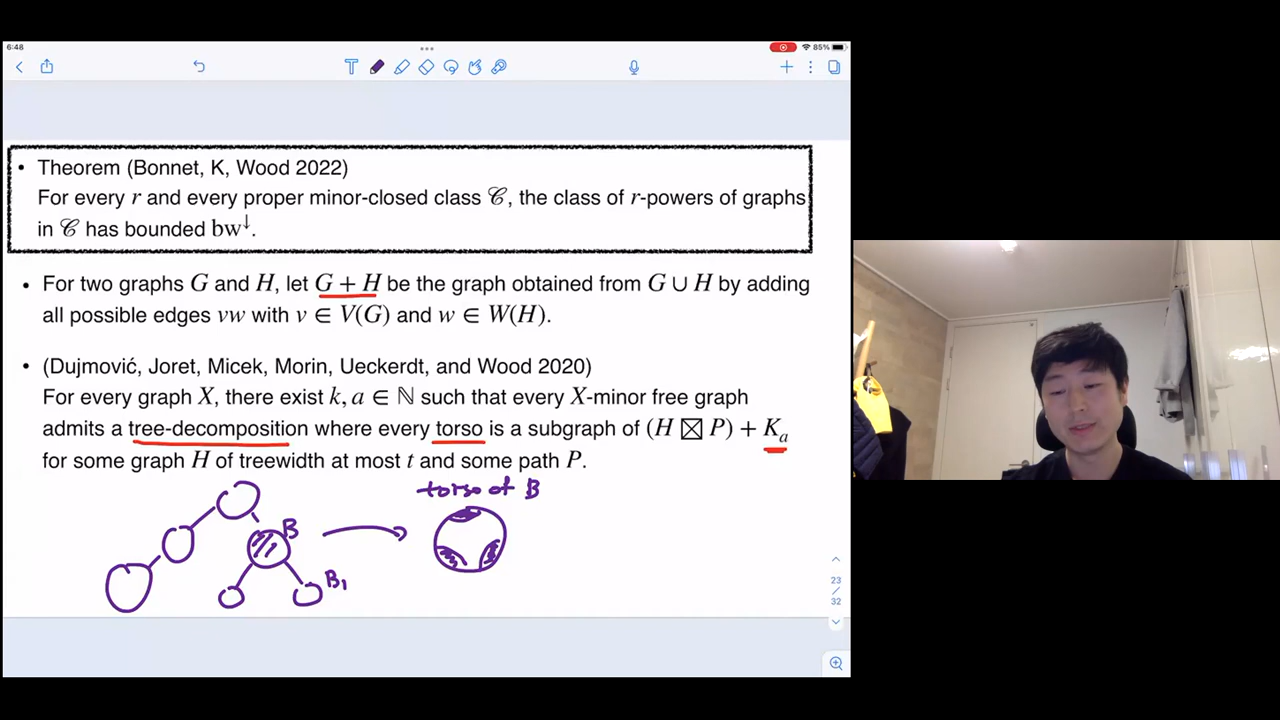 6:48
85%
T
• Theorem (Bonnet, K, Wood 2022)
For every r and every proper minor-closed class 𝒞, the class of r-powers of graphs
in 𝒞 has bounded bw↓.
• For two graphs G and H, let G + H be the graph obtained from G ∪ H by adding
all possible edges vw with v ∈ V(G) and w ∈ W(H).
• (Dujmović, Joret, Micek, Morin, Ueckerdt, and Wood 2020)
For every graph X, there exist k, a ∈ ℕ such that every X-minor free graph
admits a tree-decomposition where every torso is a subgraph of (H ⊠ P) + Kₐ
for some graph H of treewidth at most t and some path P.
torso of B
B
B₁
23
/
32